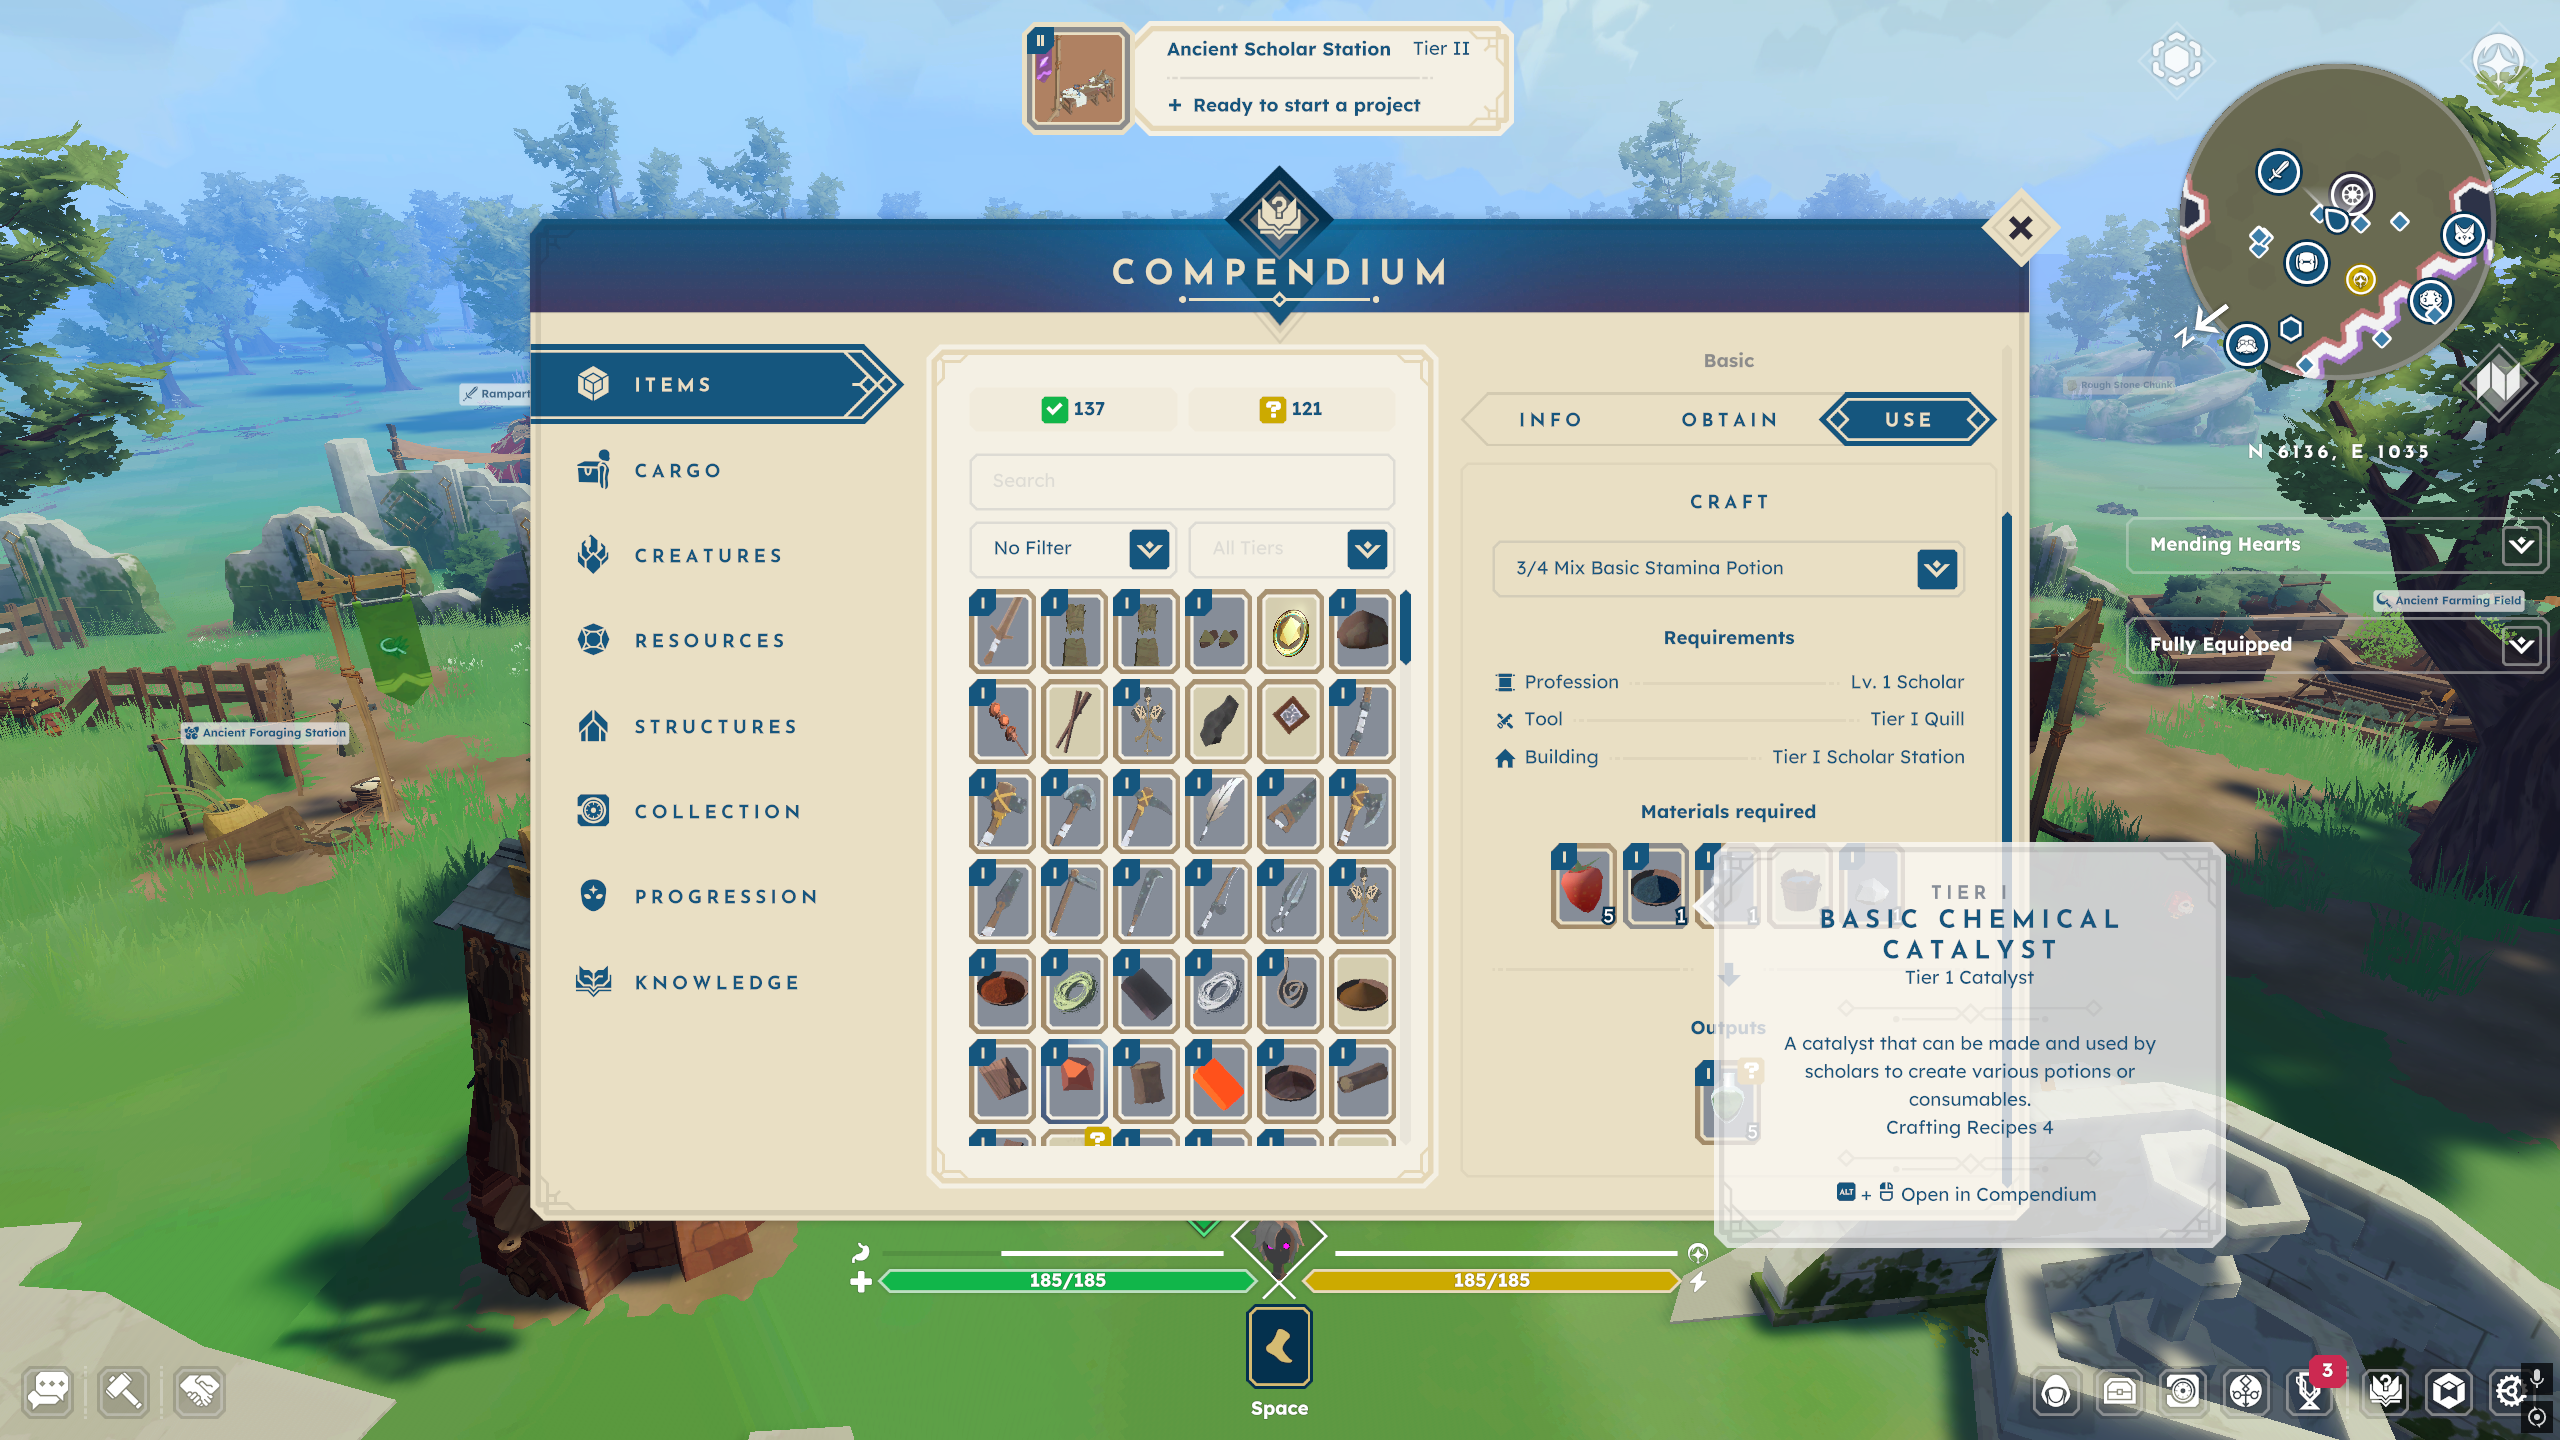 II
Ancient Scholar Station Tier II
+ Ready to start a project
COMPENDIUM
ITEMS
CARGO
CREATURES
RESOURCES
STRUCTURES
COLLECTION
PROGRESSION
KNOWLEDGE
137
? 121
Search
No Filter
All Tiers
Basic
INFO
OBTAIN
USE
CRAFT
3/4 Mix Basic Stamina Potion
Requirements
Profession Lv. 1 Scholar
Tool Tier I Quill
Building Tier I Scholar Station
Materials required
5
1
1
Outputs
5
TIER I
BASIC CHEMICAL
CATALYST
Tier 1 Catalyst
A catalyst that can be made and used by
scholars to create various potions or
consumables.
Crafting Recipes 4
ALT + Open in Compendium
Rampart
Ancient Foraging Station
Rough Stone Chunk
Z
N 6136, E 1035
Mending Hearts
Ancient Farming Field
Fully Equipped
185/185
185/185
Space
3